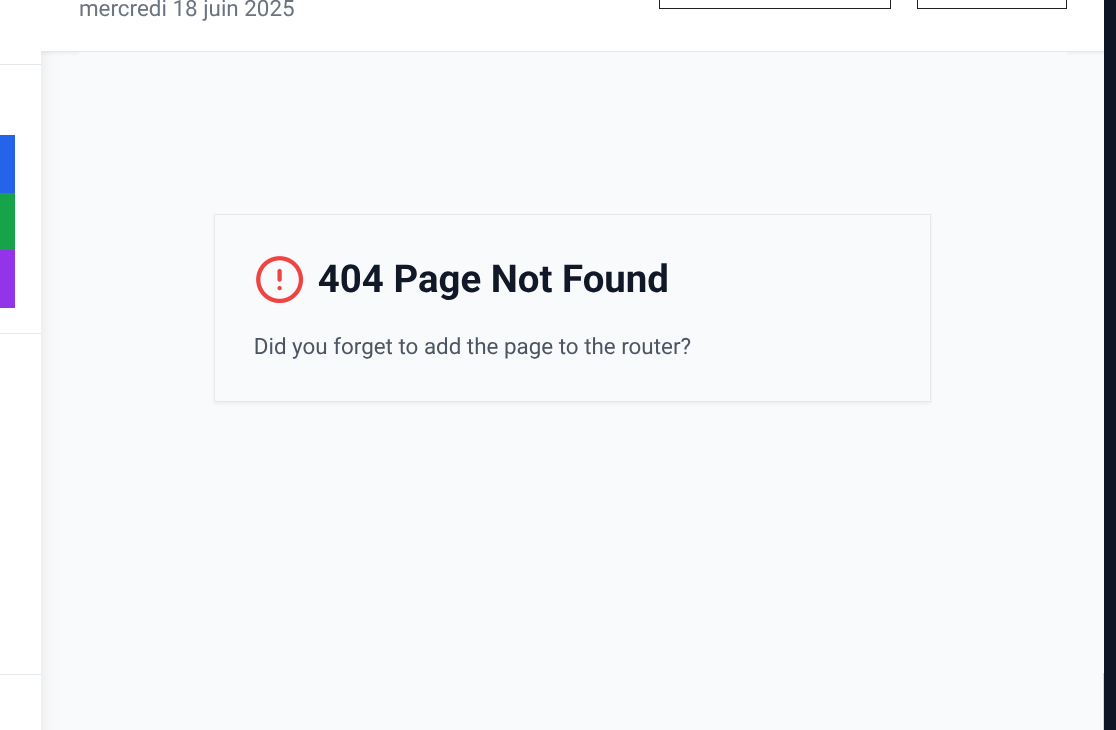 mercredi 18 juin 2025
404 Page Not Found
Did you forget to add the page to the router?